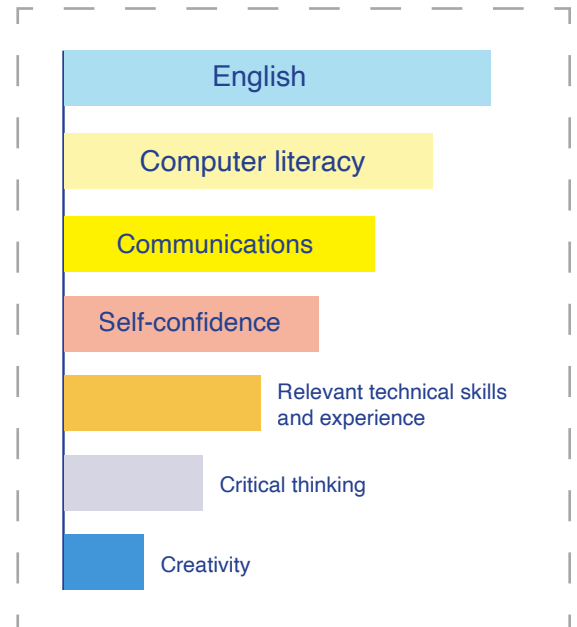 English
Computer literacy
Communications
Self-confidence
Relevant technical skills
and experience
Critical thinking
Creativity